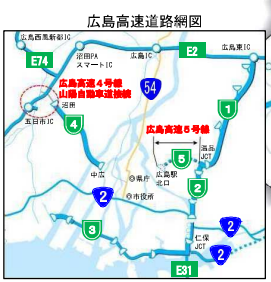 広島高速道路網図
広島西風新都IC
沼田PA
スマートIC
広島IC
E2
広島東IC
E74
広島高速4号線
山陽自動車道接続
沼田
五日市IC
4
54
1
広島高速5号線
温品
JCT
5
広島駅
北口
中広
◎県庁
◎市役所
2
2
3
仁保
JCT
2
2
E31